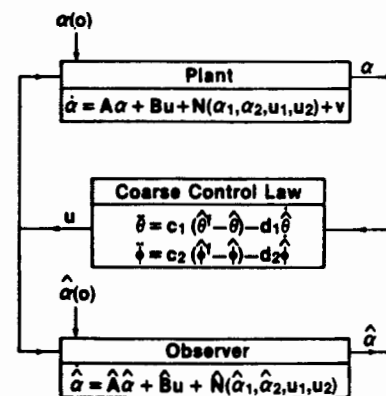 α(o)
Plant
α
α̇ = Aα + Bu + N(α₁,α₂,u₁,u₂) + v
Coarse Control Law
u
θ̈ = c₁ (θ̂ʳ − θ̂) − d₁θ̂̇
φ̈ = c₂ (φ̂ʳ − φ̂) − d₂φ̂̇
α̂(o)
Observer
α̂
α̂̇ = Âα̂ + B̂u + N̂(α̂₁,α̂₂,u₁,u₂)